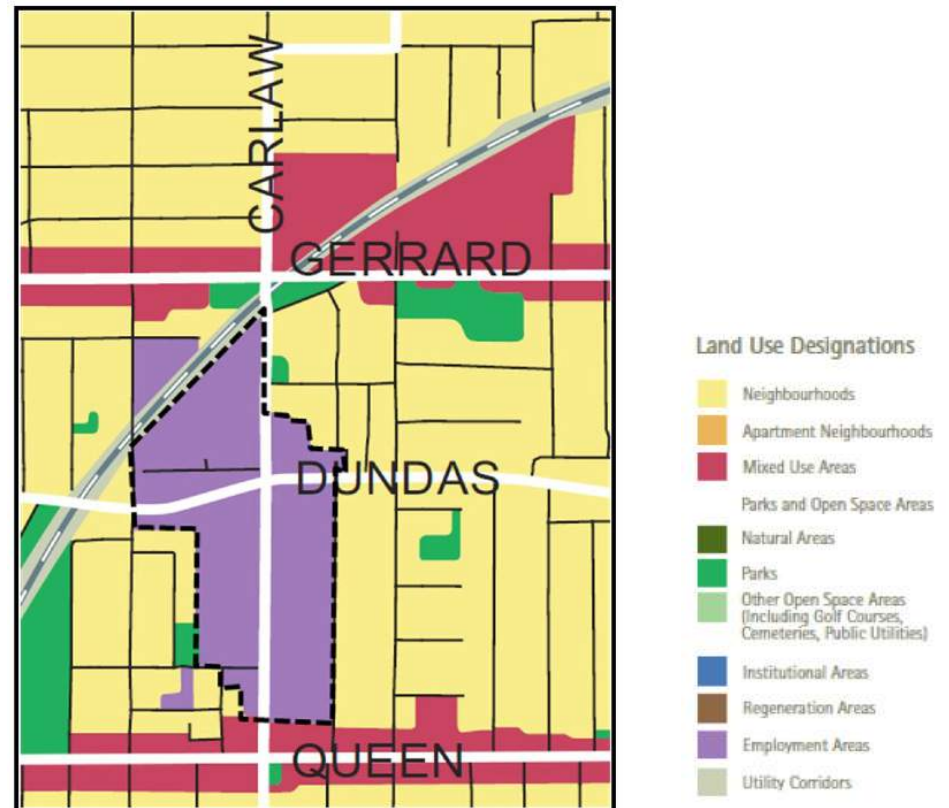 CARLAW
GERRARD
DUNDAS
QUEEN
Land Use Designations
Neighbourhoods
Apartment Neighbourhoods
Mixed Use Areas
Parks and Open Space Areas
Natural Areas
Parks
Other Open Space Areas
(Including Golf Courses,
Cemeteries, Public Utilities)
Institutional Areas
Regeneration Areas
Employment Areas
Utility Corridors